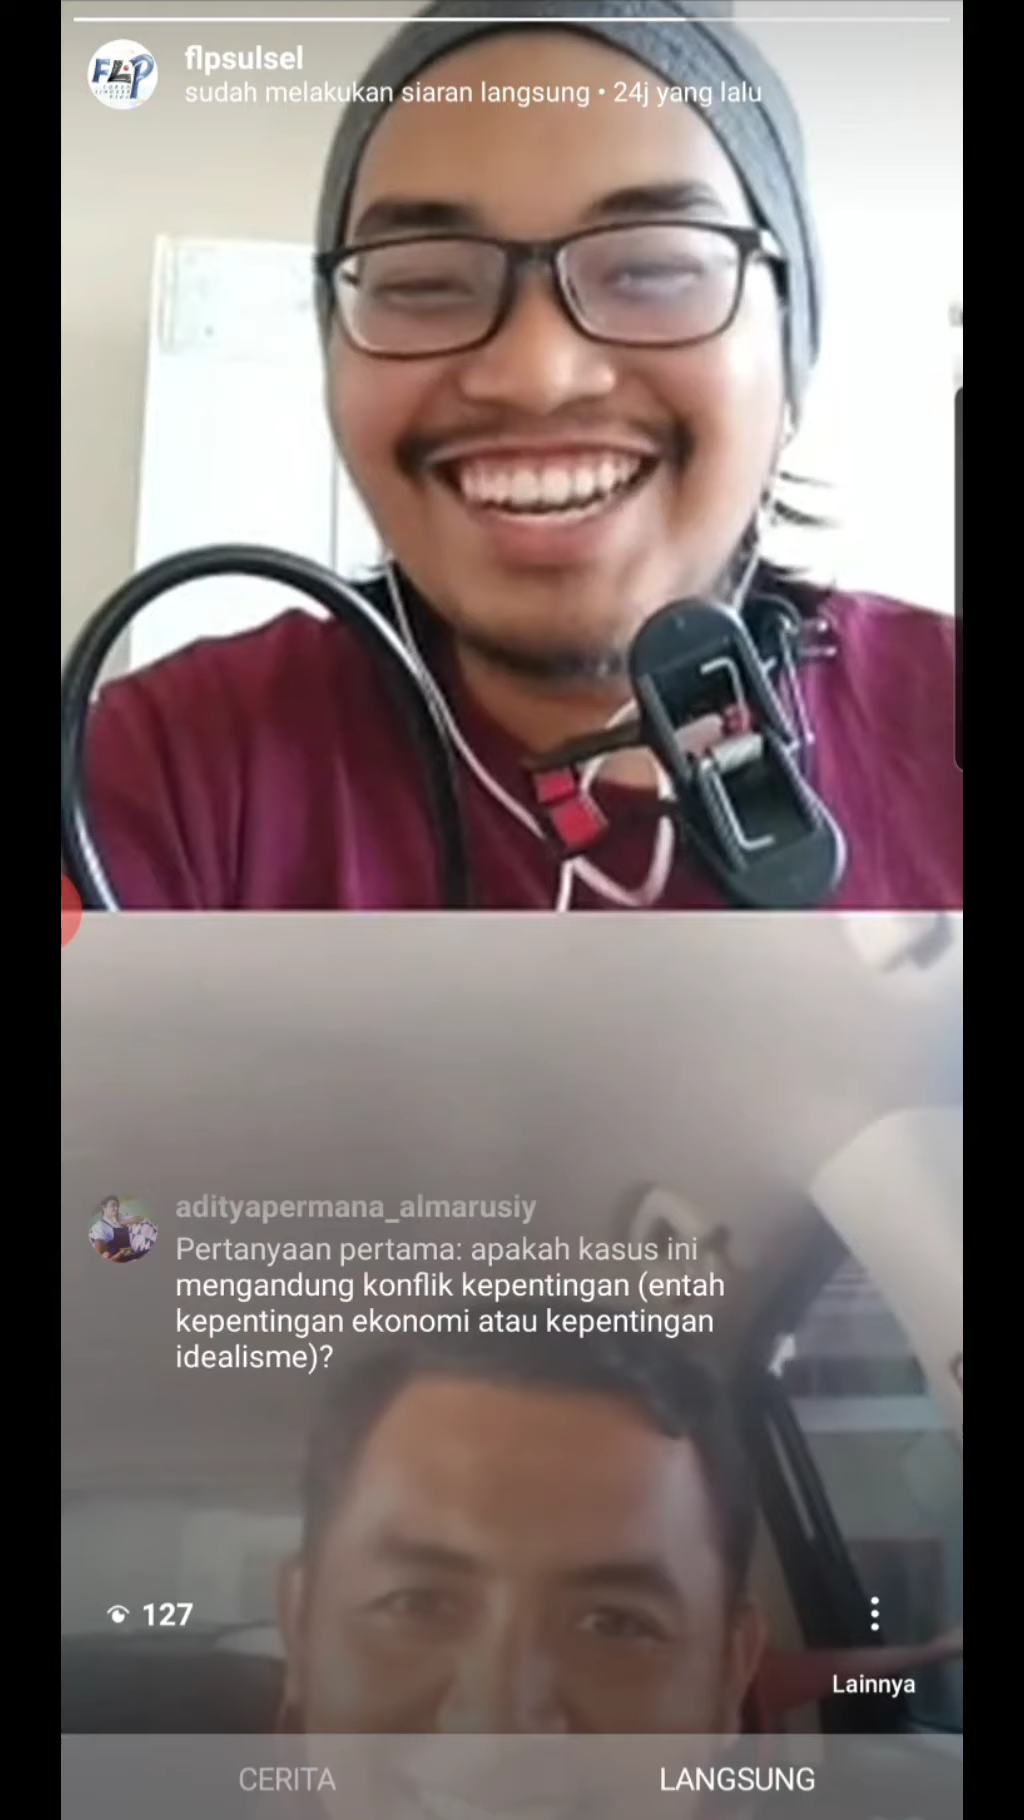 FLP
flpsulsel
sudah melakukan siaran langsung • 24j yang lalu
adityapermana_almarusiy
Pertanyaan pertama: apakah kasus ini
mengandung konflik kepentingan (entah
kepentingan ekonomi atau kepentingan
idealisme)?
127
Lainnya
CERITA
LANGSUNG